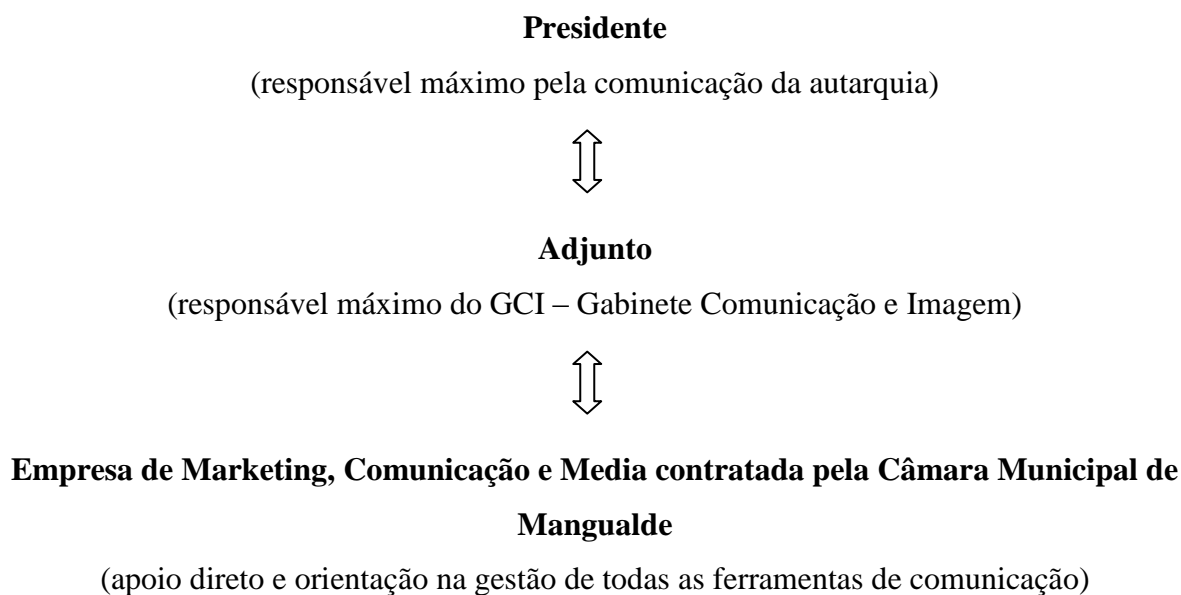 Presidente
(responsável máximo pela comunicação da autarquia)
Adjunto
(responsável máximo do GCI – Gabinete Comunicação e Imagem)
Empresa de Marketing, Comunicação e Media contratada pela Câmara Municipal de
Mangualde
(apoio direto e orientação na gestão de todas as ferramentas de comunicação)